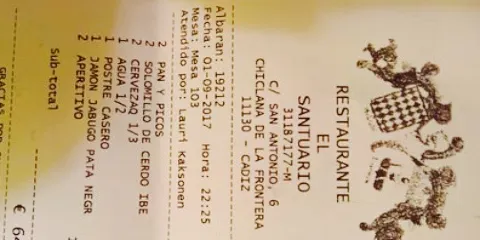 RESTAURANTE
EL
SANTUARIO
31187177-M
C/ SAN ANTONIO, 6
CHICLANA DE LA FRONTERA
11130 - CADIZ
Albaran: 19212
Fecha: 01-09-2017 Hora: 22:25
Mesa: Mesa 103
Atendido por: Lauri Kaksonen
2 PAN Y PICOS
2 SOLOMILLO DE CERDO IBE
2 CERVEZAQ 1/3
1 AGUA 1/2
1 POSTRE CASERO
1 JAMON JABUGO PATA NEGR
2 APERITIVO
Sub-total
€ 64
GRACIAS POR